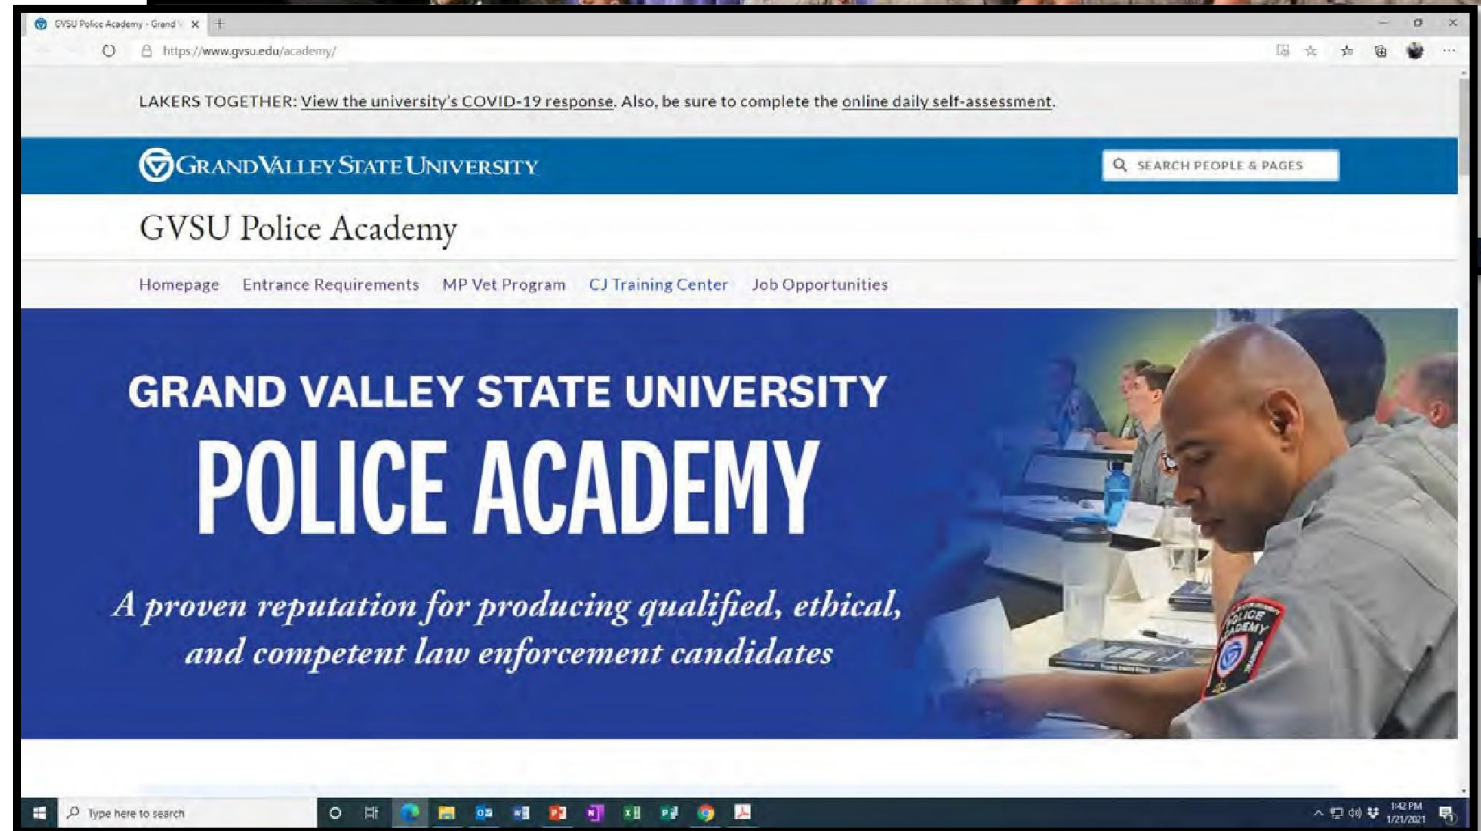 GVSU Police Academy - Grand
https://www.gvsu.edu/academy/
LAKERS TOGETHER: View the university's COVID-19 response. Also, be sure to complete the online daily self-assessment.
GRAND VALLEY STATE UNIVERSITY
SEARCH PEOPLE & PAGES
GVSU Police Academy
Homepage Entrance Requirements MP Vet Program CJ Training Center Job Opportunities
GRAND VALLEY STATE UNIVERSITY
POLICE ACADEMY
A proven reputation for producing qualified, ethical,
and competent law enforcement candidates
POLICE
ACADEMY
Type here to search
1:42 PM
1/21/2021